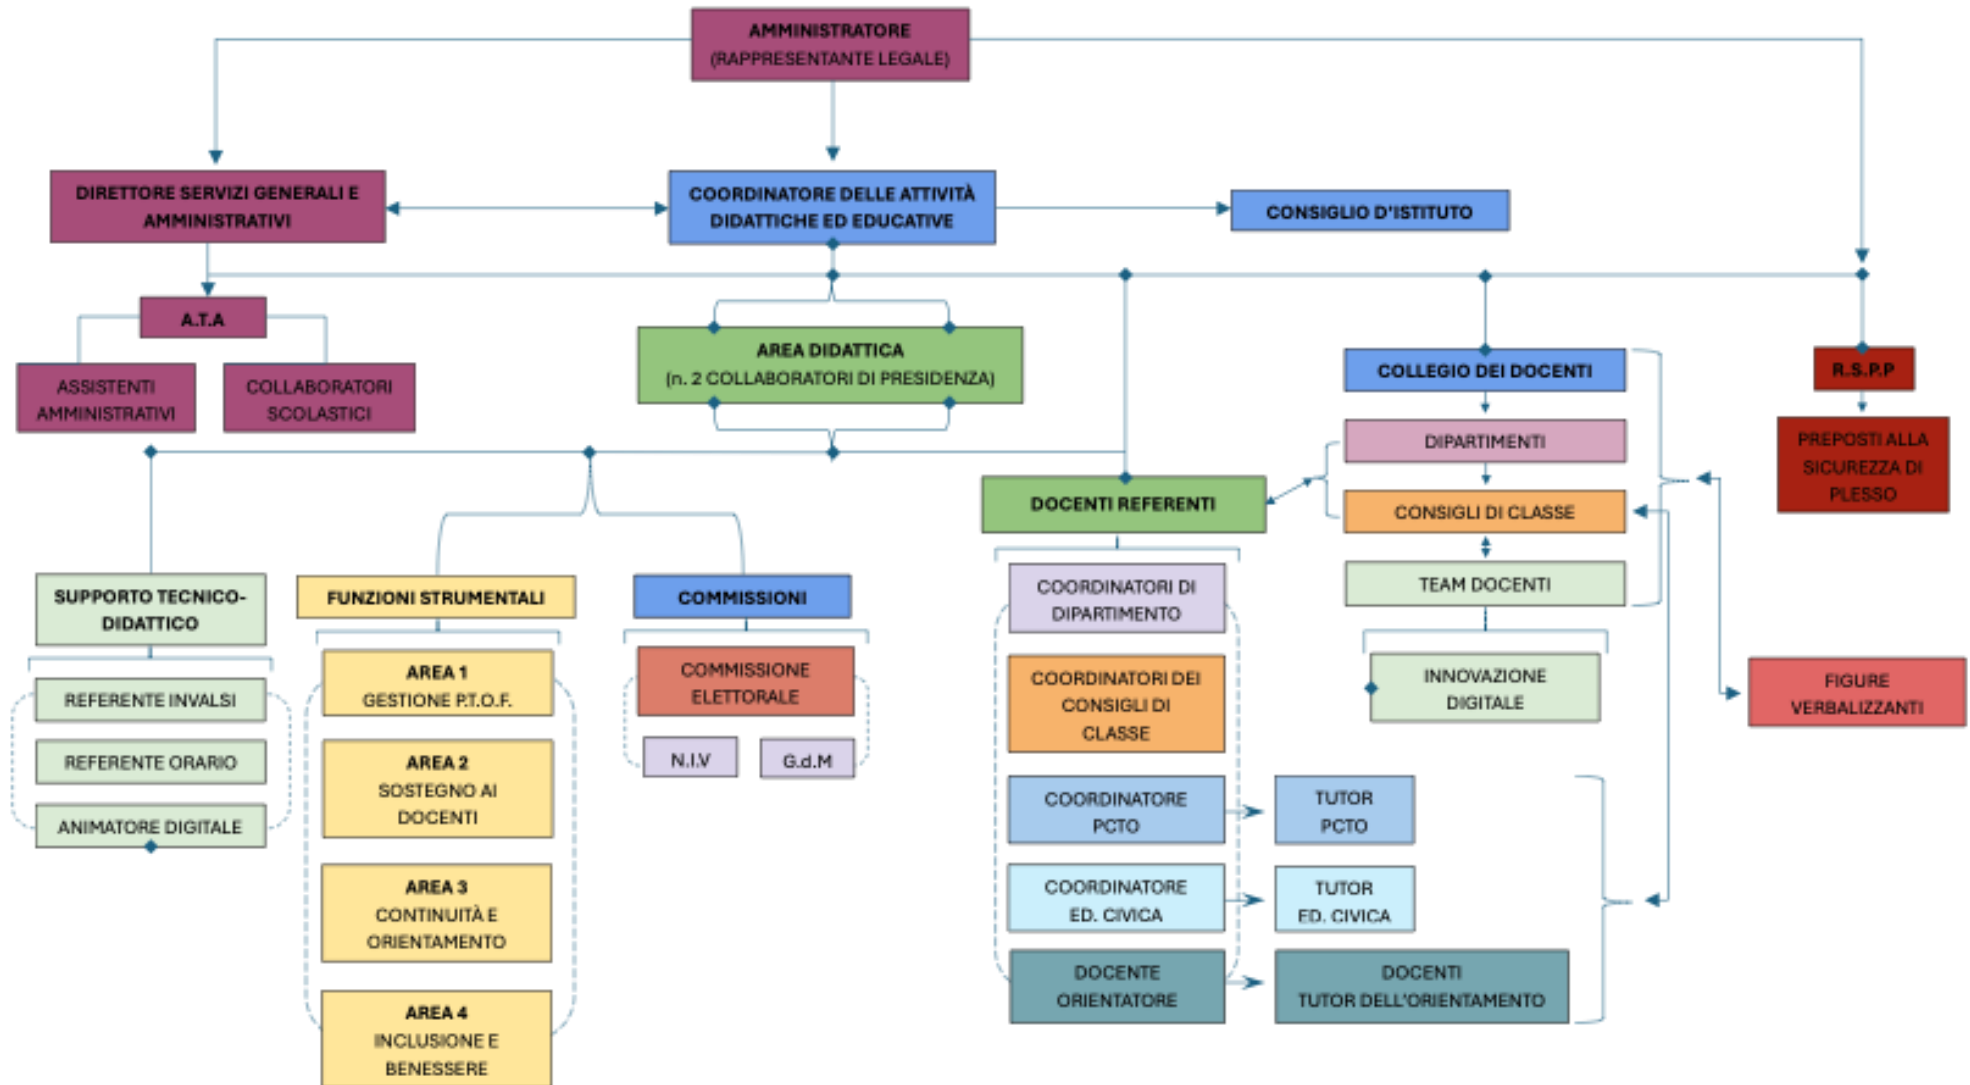 AMMINISTRATORE
(RAPPRESENTANTE LEGALE)
DIRETTORE SERVIZI GENERALI E
AMMINISTRATIVI
COORDINATORE DELLE ATTIVITÀ
DIDATTICHE ED EDUCATIVE
CONSIGLIO D'ISTITUTO
A.T.A
ASSISTENTI
AMMINISTRATIVI
COLLABORATORI
SCOLASTICI
AREA DIDATTICA
(n. 2 COLLABORATORI DI PRESIDENZA)
COLLEGIO DEI DOCENTI
R.S.P.P
DIPARTIMENTI
PREPOSTI ALLA
SICUREZZA DI
PLESSO
DOCENTI REFERENTI
CONSIGLI DI CLASSE
TEAM DOCENTI
INNOVAZIONE
DIGITALE
FIGURE
VERBALIZZANTI
SUPPORTO TECNICO-
DIDATTICO
REFERENTE INVALSI
REFERENTE ORARIO
ANIMATORE DIGITALE
FUNZIONI STRUMENTALI
AREA 1
GESTIONE P.T.O.F.
AREA 2
SOSTEGNO AI
DOCENTI
AREA 3
CONTINUITÀ E
ORIENTAMENTO
AREA 4
INCLUSIONE E
BENESSERE
COMMISSIONI
COMMISSIONE
ELETTORALE
N.I.V
G.d.M
COORDINATORI DI
DIPARTIMENTO
COORDINATORI DEI
CONSIGLI DI
CLASSE
COORDINATORE
PCTO
TUTOR
PCTO
COORDINATORE
ED. CIVICA
TUTOR
ED. CIVICA
DOCENTE
ORIENTATORE
DOCENTI
TUTOR DELL'ORIENTAMENTO